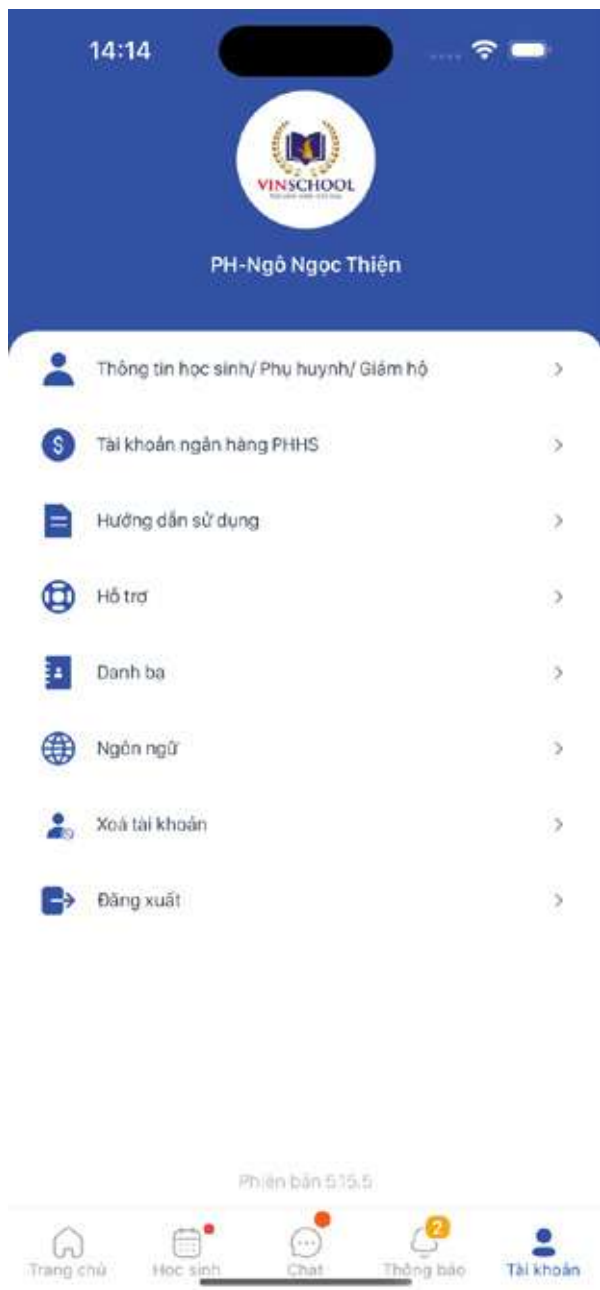 14:14
VINSCHOOL
PH-Ngô Ngọc Thiện
Thông tin học sinh/ Phụ huynh/ Giám hộ
Tài khoản ngân hàng PHHS
Hướng dẫn sử dụng
Hỗ trợ
Danh bạ
Ngôn ngữ
Xoá tài khoản
Đăng xuất
Phiên bản 5.15.5
2
Trang chủ
Học sinh
Chat
Thông báo
Tài khoản